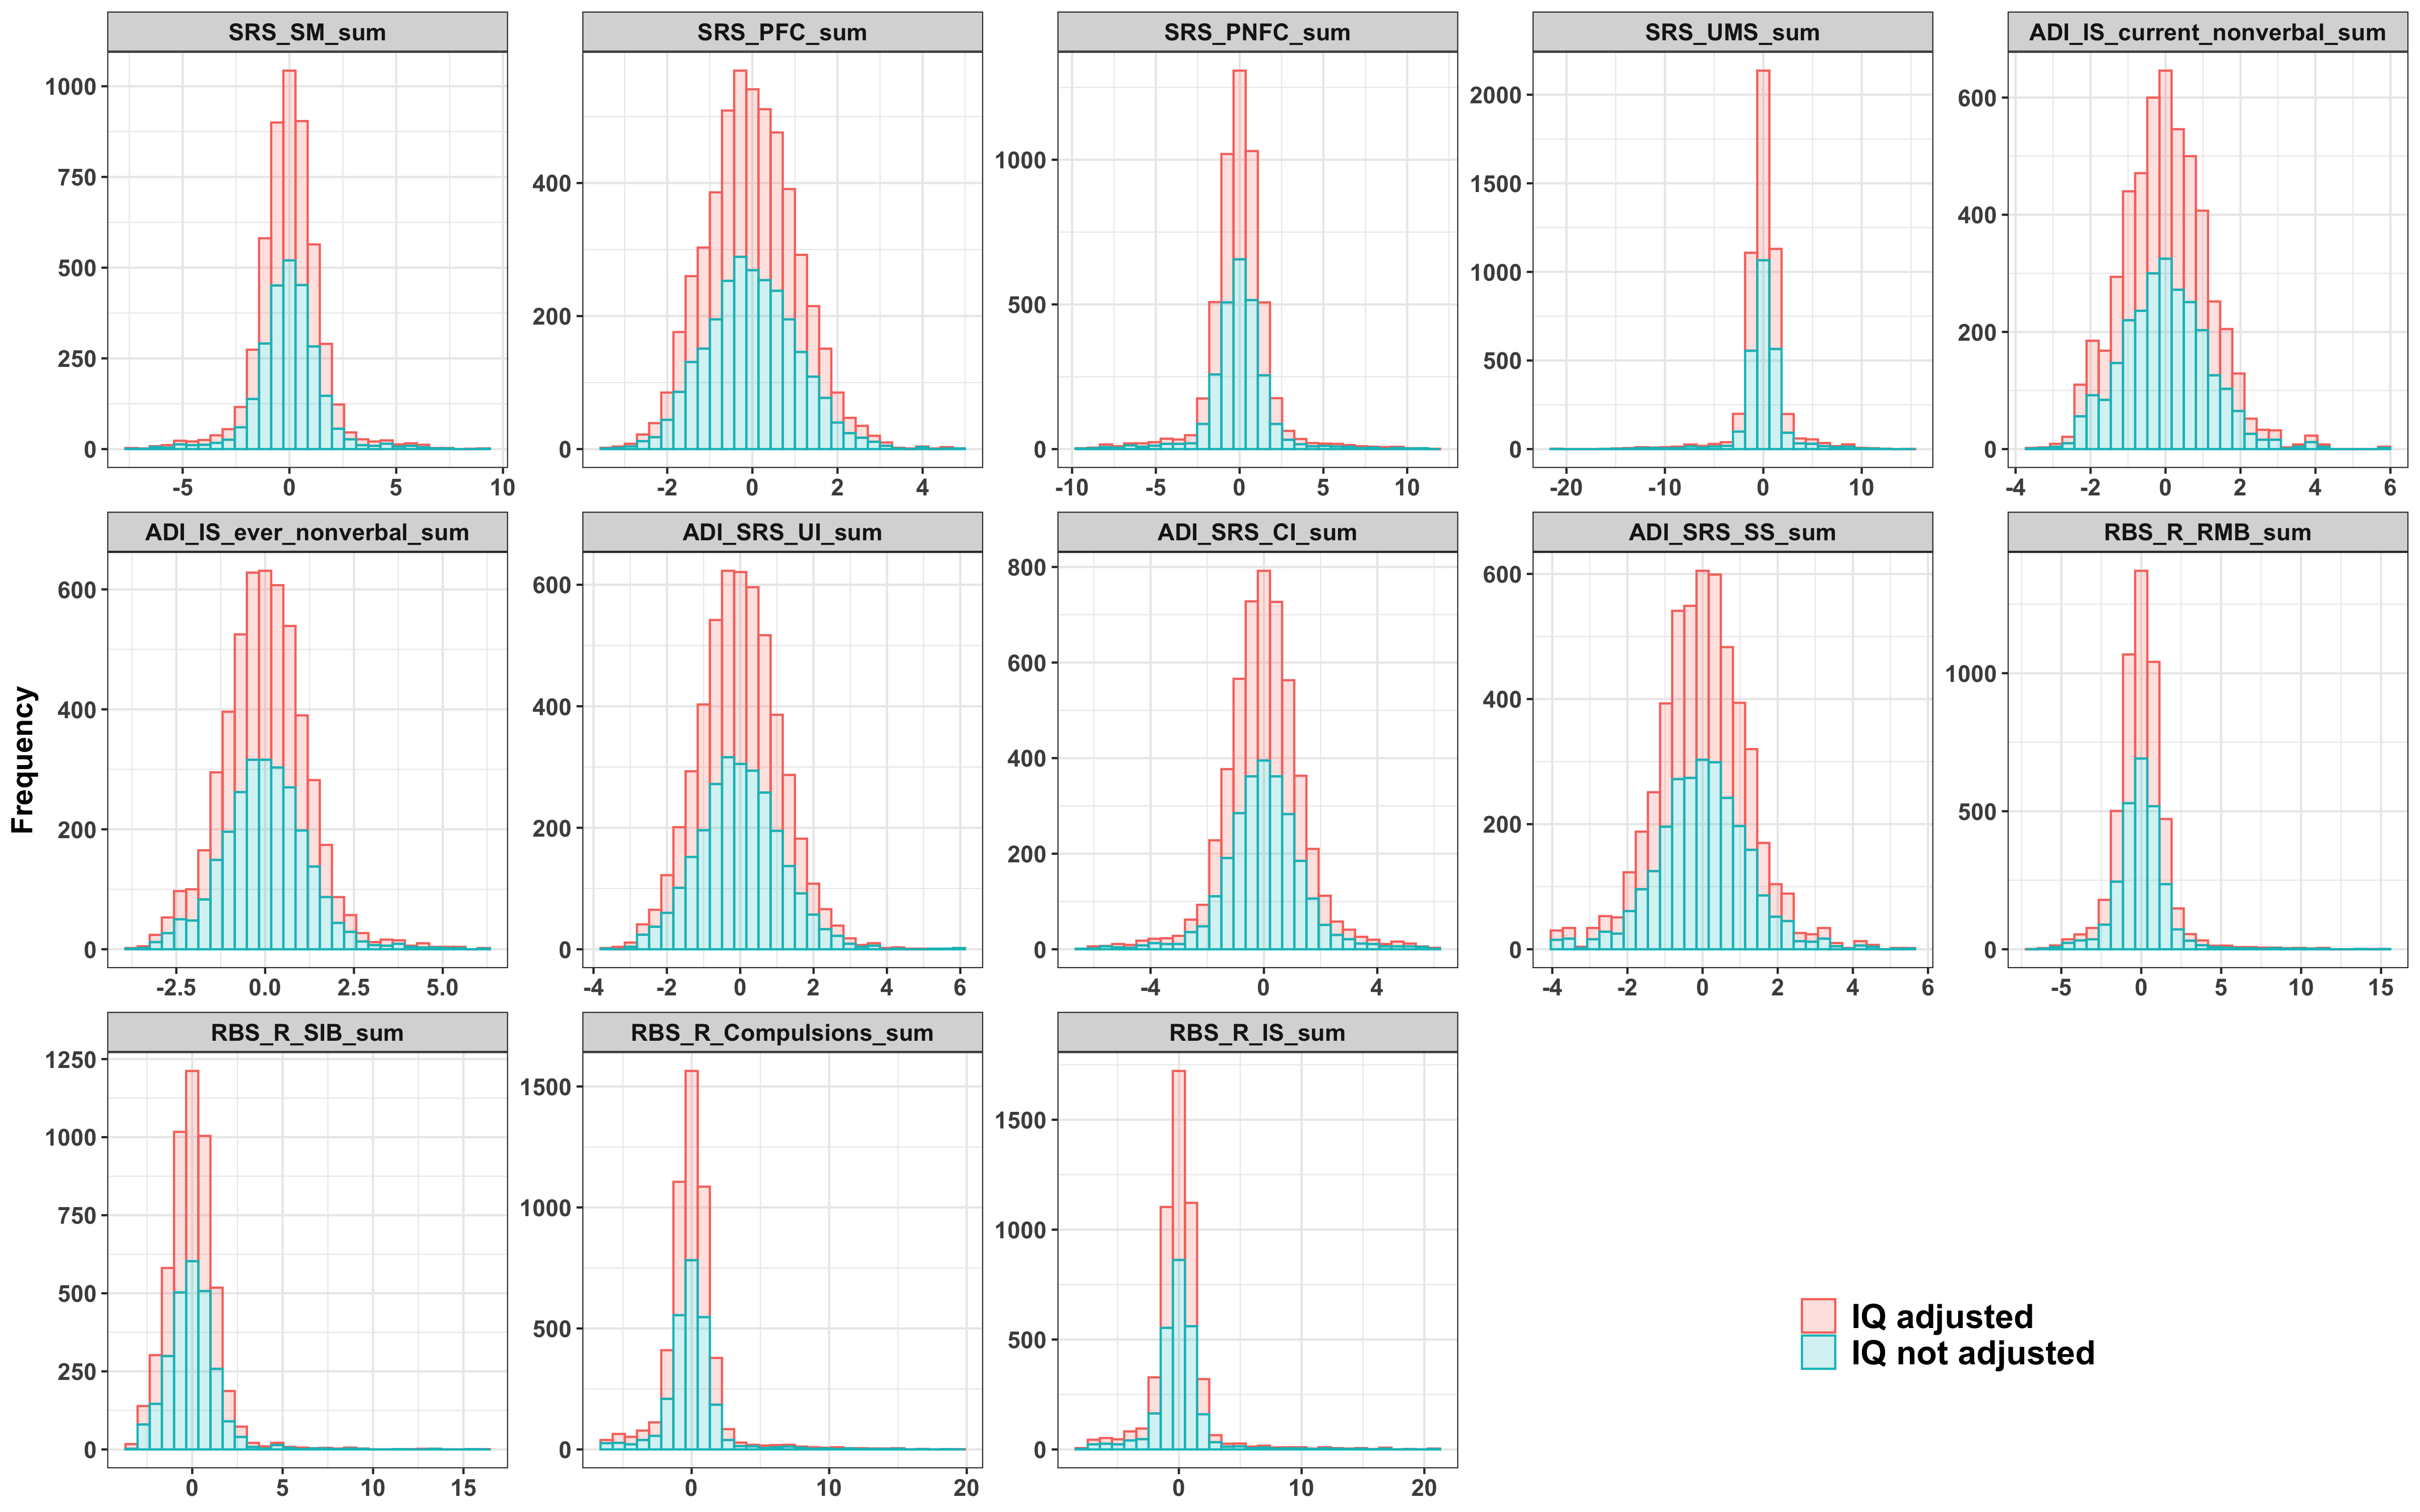 SRS_SM_sum
SRS_PFC_sum
SRS_PNFC_sum
SRS_UMS_sum
ADI_IS_current_nonverbal_sum
1000
750
500
250
0
-5 0 5 10
400
200
0
-2 0 2 4
1000
500
0
-10 -5 0 5 10
2000
1500
1000
500
0
-20 -10 0 10
600
400
200
0
-4 -2 0 2 4 6
Frequency
ADI_IS_ever_nonverbal_sum
ADI_SRS_UI_sum
ADI_SRS_CI_sum
ADI_SRS_SS_sum
RBS_R_RMB_sum
600
400
200
0
-2.5 0.0 2.5 5.0
600
400
200
0
-4 -2 0 2 4 6
800
600
400
200
0
-4 0 4
600
400
200
0
-4 -2 0 2 4 6
1000
500
0
-5 0 5 10 15
RBS_R_SIB_sum
RBS_R_Compulsions_sum
RBS_R_IS_sum
1250
1000
750
500
250
0
0 5 10 15
1500
1000
500
0
0 10 20
1500
1000
500
0
0 10 20
IQ adjusted
IQ not adjusted